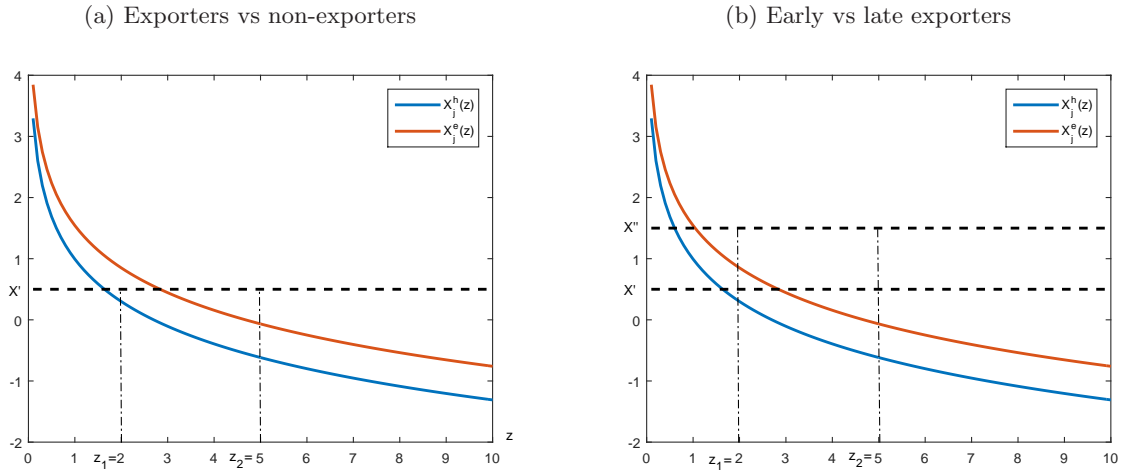 (a) Exporters vs non-exporters
4
3
2
1
X'
0
-1
-2
0 1 z_1=2 3 4 z_2=5 6 7 8 9 10
z
X_j^h(z)
X_j^e(z)
(b) Early vs late exporters
4
3
2
X"
1
X'
0
-1
-2
0 1 z_1=2 3 4 z_2=5 6 7 8 9 10
X_j^h(z)
X_j^e(z)